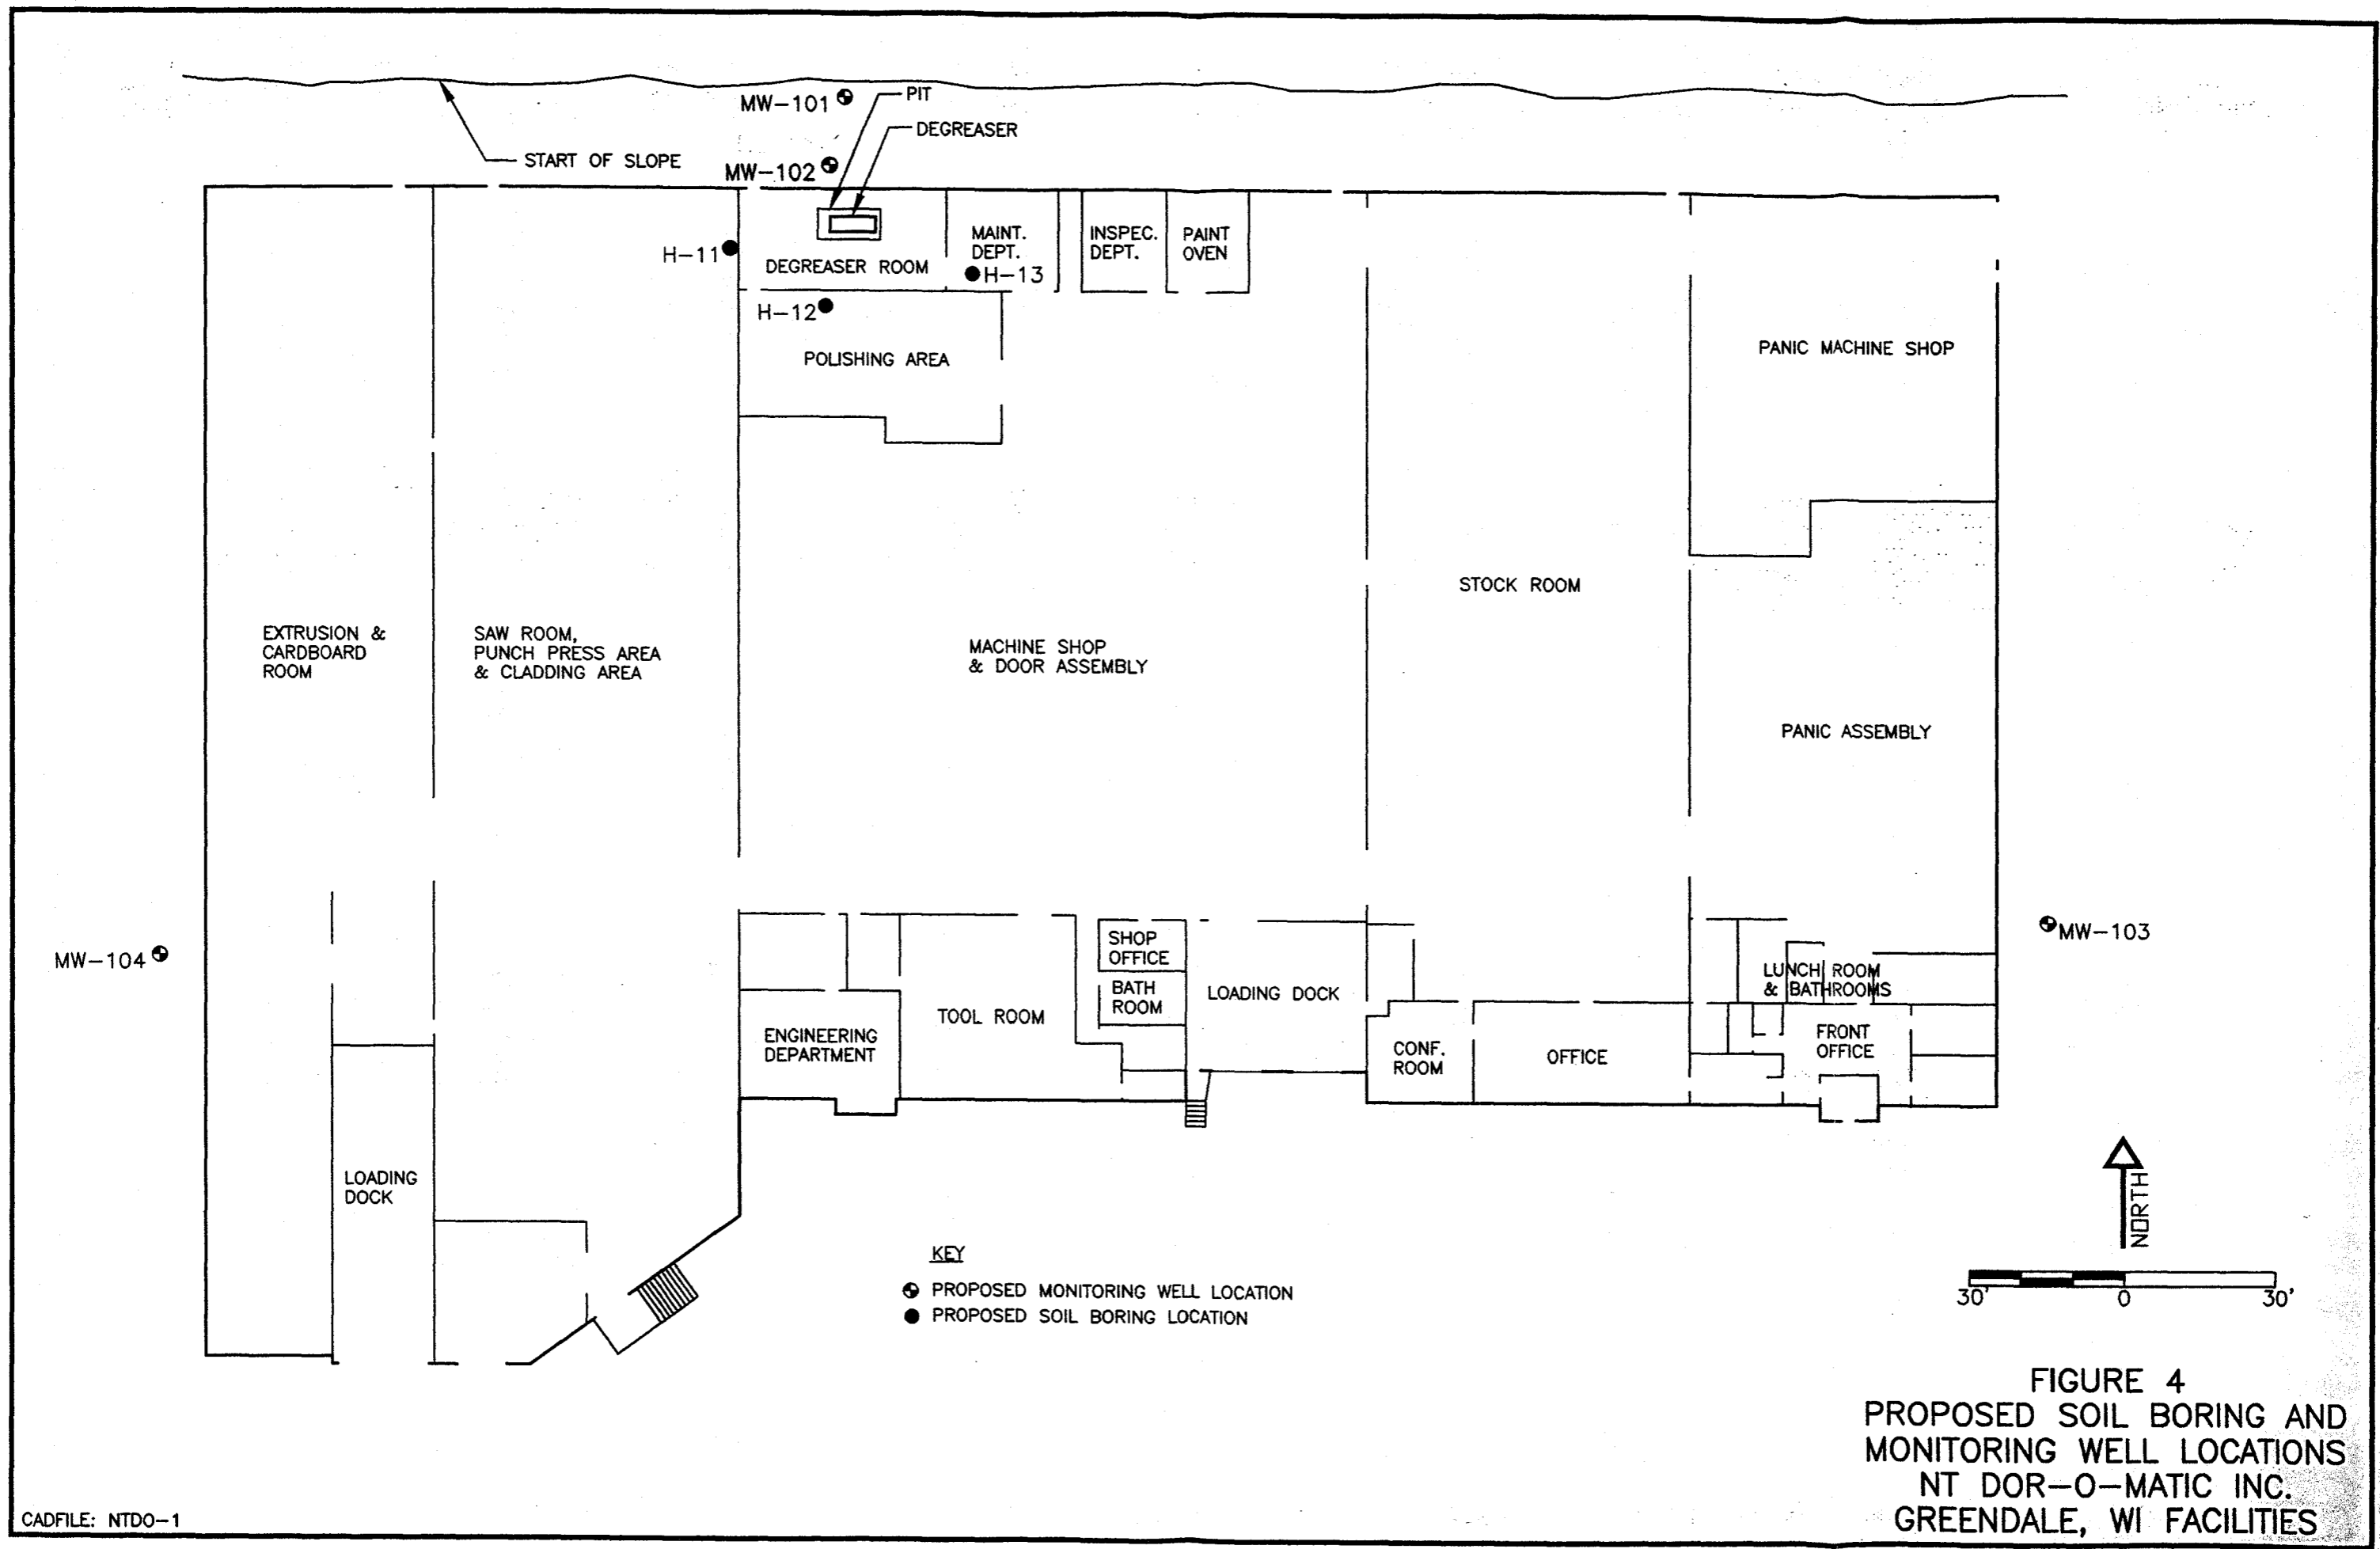 MW-101
PIT
DEGREASER
START OF SLOPE
MW-102
H-11
DEGREASER ROOM
MAINT.
DEPT.
H-13
INSPEC.
DEPT.
PAINT
OVEN
H-12
POLISHING AREA
PANIC MACHINE SHOP
STOCK ROOM
EXTRUSION &
CARDBOARD
ROOM
SAW ROOM,
PUNCH PRESS AREA
& CLADDING AREA
MACHINE SHOP
& DOOR ASSEMBLY
PANIC ASSEMBLY
MW-104
MW-103
SHOP
OFFICE
BATH
ROOM
LOADING DOCK
TOOL ROOM
ENGINEERING
DEPARTMENT
LUNCH ROOM
& BATHROOMS
CONF.
ROOM
OFFICE
FRONT
OFFICE
LOADING
DOCK
NORTH
30' 0 30'
KEY
PROPOSED MONITORING WELL LOCATION
PROPOSED SOIL BORING LOCATION
FIGURE 4
PROPOSED SOIL BORING AND
MONITORING WELL LOCATIONS
NT DOR-O-MATIC INC.
GREENDALE, WI FACILITIES
CADFILE: NTDO-1